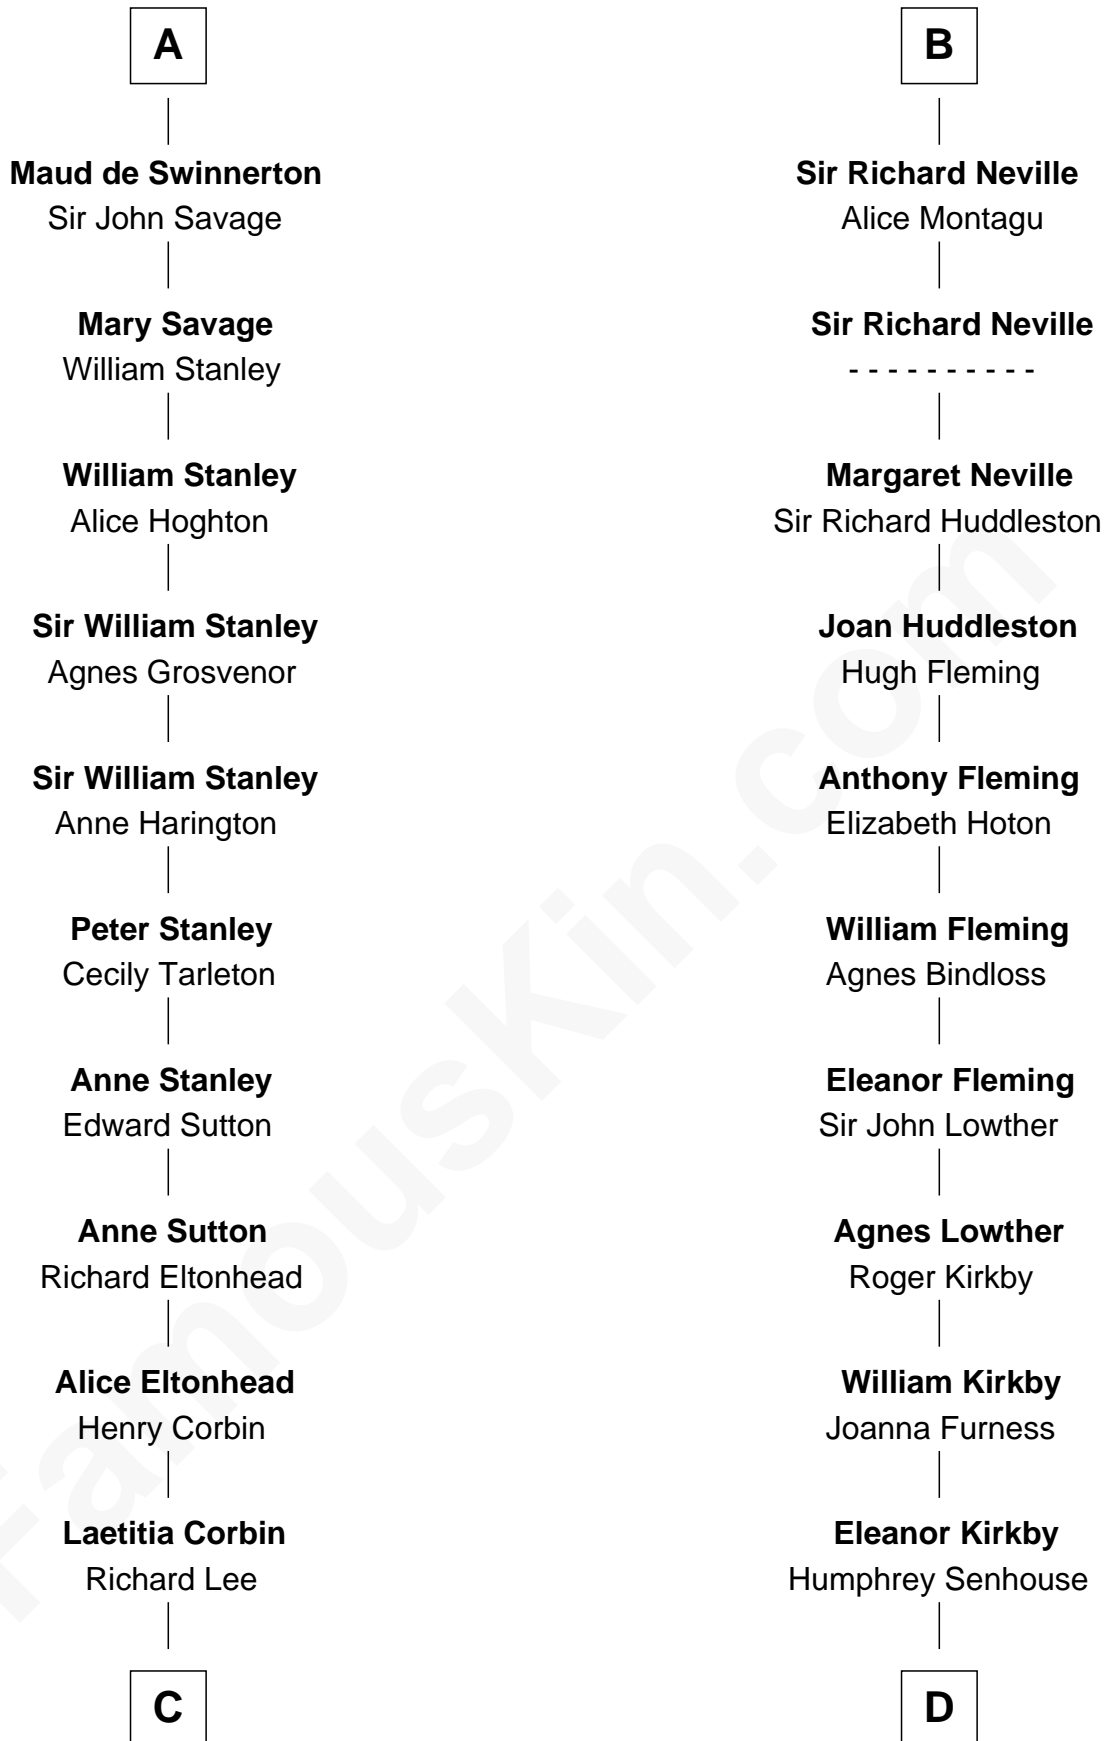 A
Maud de Swinnerton
Sir John Savage
Mary Savage
William Stanley
William Stanley
Alice Hoghton
Sir William Stanley
Agnes Grosvenor
Sir William Stanley
Anne Harington
Peter Stanley
Cecily Tarleton
Anne Stanley
Edward Sutton
Anne Sutton
Richard Eltonhead
Alice Eltonhead
Henry Corbin
Laetitia Corbin
Richard Lee
C
B
Sir Richard Neville
Alice Montagu
Sir Richard Neville
- - - - - - - - - -
Margaret Neville
Sir Richard Huddleston
Joan Huddleston
Hugh Fleming
Anthony Fleming
Elizabeth Hoton
William Fleming
Agnes Bindloss
Eleanor Fleming
Sir John Lowther
Agnes Lowther
Roger Kirkby
William Kirkby
Joanna Furness
Eleanor Kirkby
Humphrey Senhouse
D
FamousKin.com